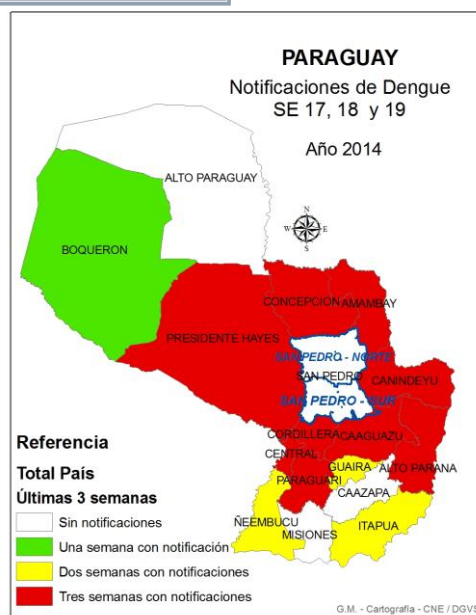 PARAGUAY
Notificaciones de Dengue
SE 17, 18 y 19
Año 2014
ALTO PARAGUAY
N
W E
S
BOQUERON
CONCEPCION
AMAMBAY
PRESIDENTE HAYES
SAN PEDRO - NORTE
SAN PEDRO
CANINDEYU
SAN PEDRO - SUR
CORDILLERA
CAAGUAZU
CENTRAL
GUAIRA
ALTO PARANA
PARAGUARI
CAAZAPA
ÑEEMBUCU
MISIONES
ITAPUA
Referencia
Total País
Últimas 3 semanas
Sin notificaciones
Una semana con notificación
Dos semanas con notificaciones
Tres semanas con notificaciones
G.M. - Cartografía - CNE / DGVS